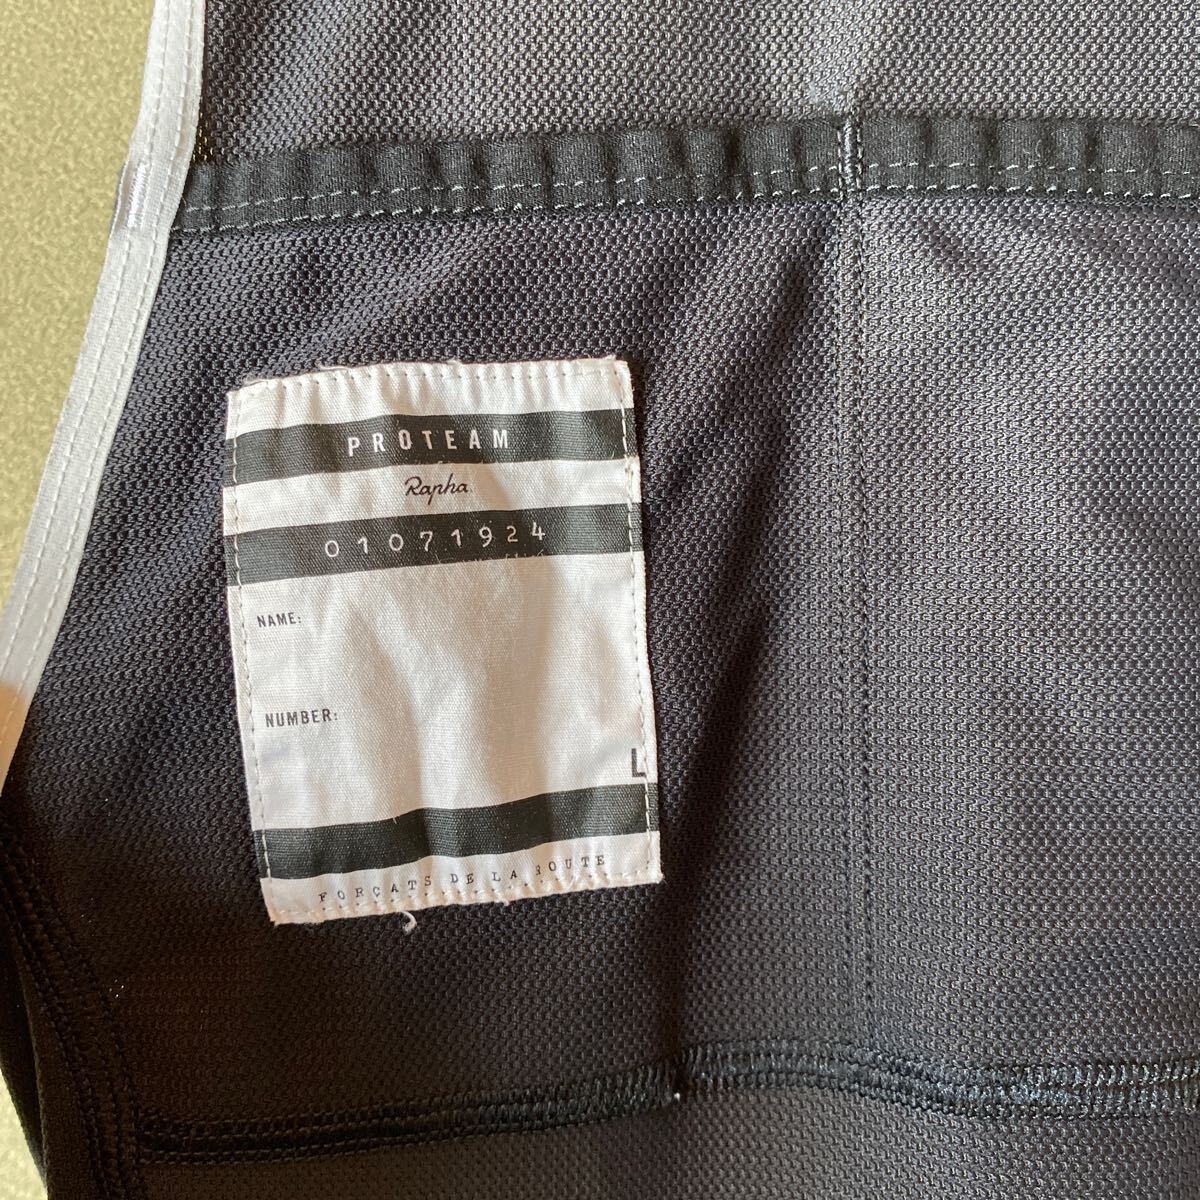 PROTEAM
Rapha
01071924
NAME:
NUMBER:
L
FORÇATS DE LA ROUTE